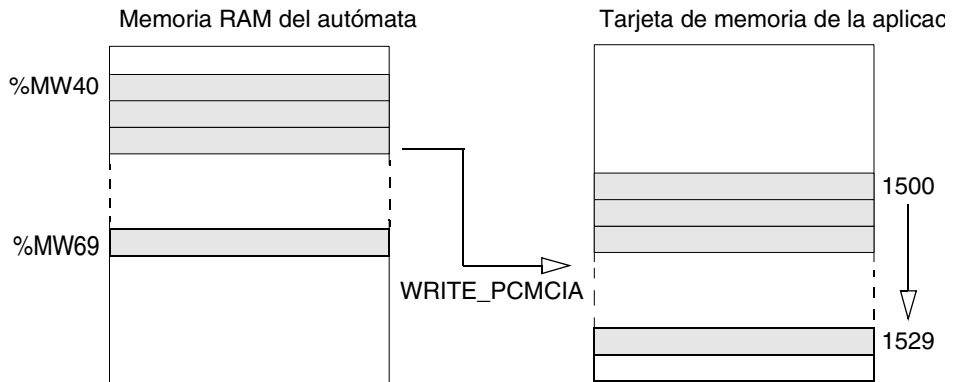 Memoria RAM del autómata
Tarjeta de memoria de la aplicac
%MW40
1500
%MW69
WRITE_PCMCIA
1529